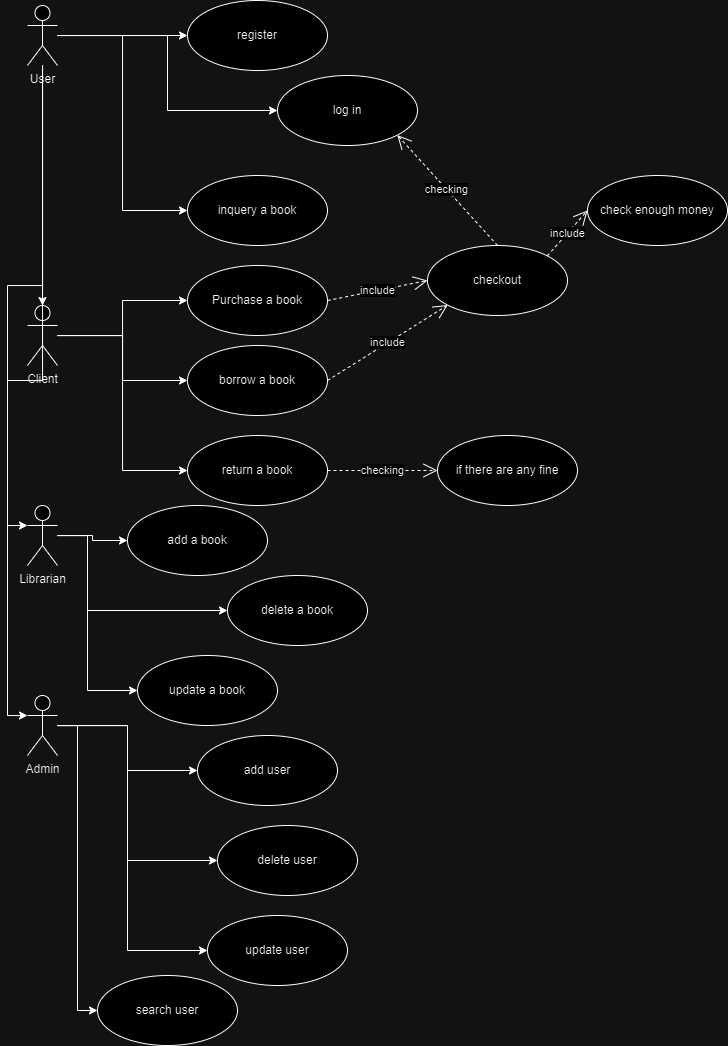 register
User
log in
checking
inquery a book
check enough money
include
checkout
Purchase a book
include
include
Client
borrow a book
return a book
checking
if there are any fine
add a book
Librarian
delete a book
update a book
Admin
add user
delete user
update user
search user